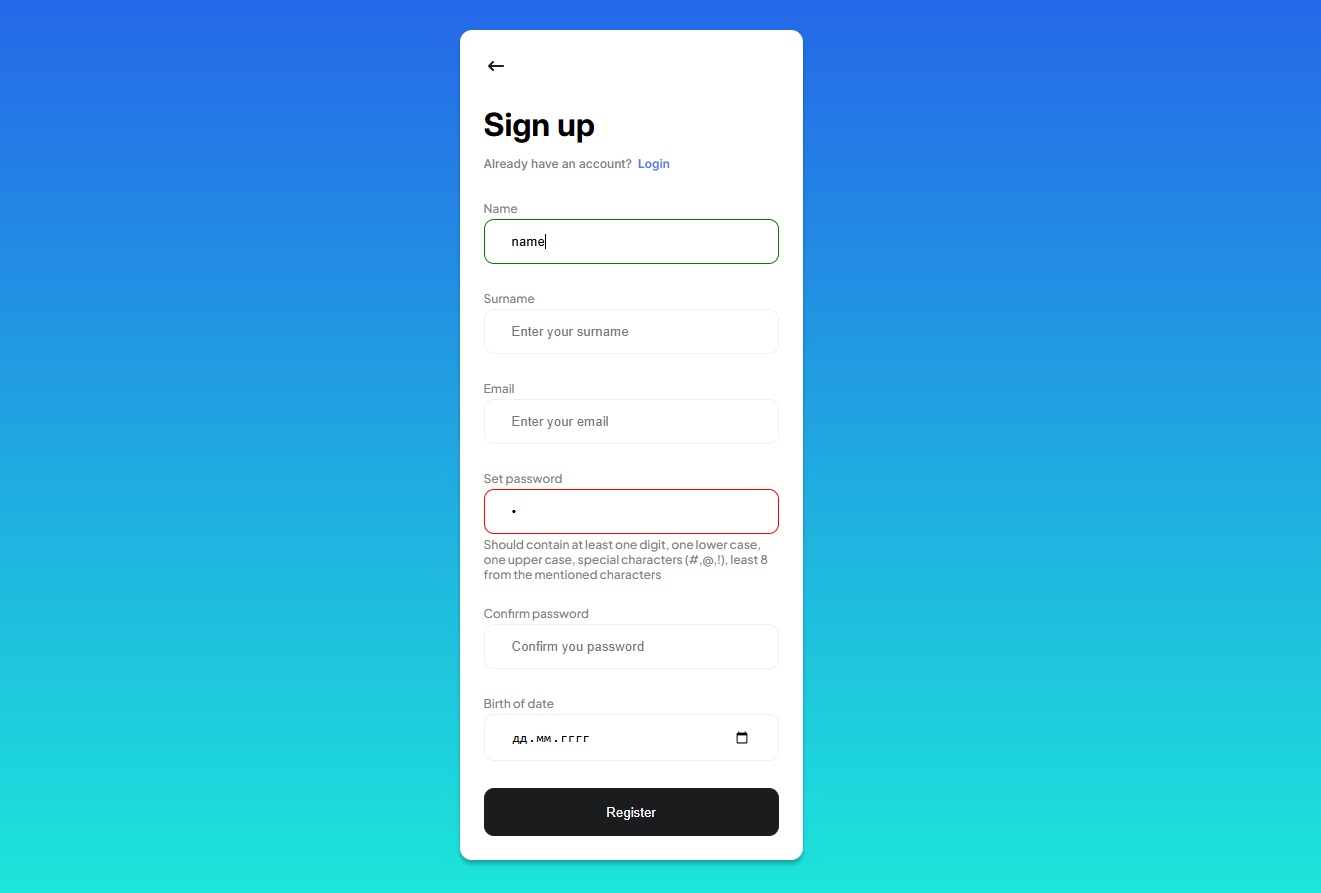 Sign up
Already have an account? Login
Name
name
Surname
Enter your surname
Email
Enter your email
Set password
•
Should contain at least one digit, one lower case,
one upper case, special characters (#,@,!), least 8
from the mentioned characters
Confirm password
Confirm you password
Birth of date
дд.мм.гггг
Register